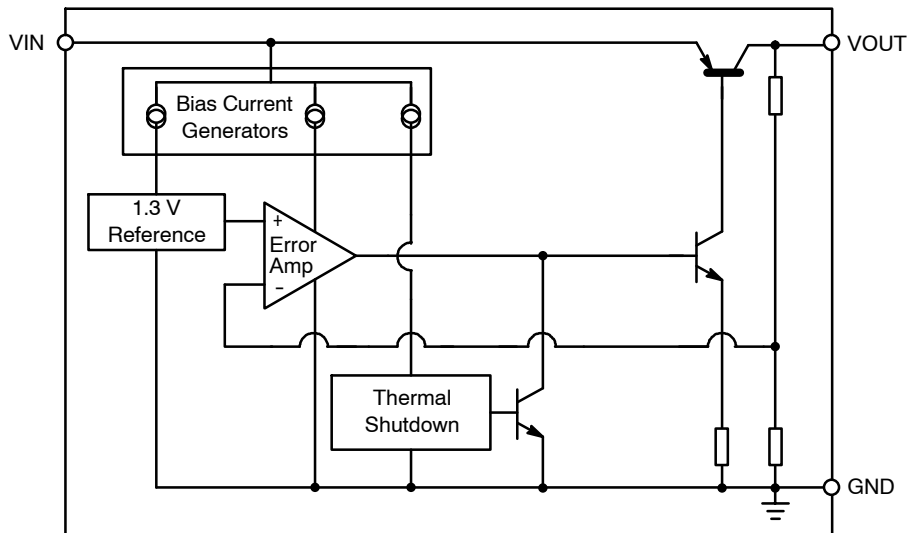 VIN
VOUT
Bias Current
Generators
1.3 V
Reference
+
Error
Amp
−
Thermal
Shutdown
GND